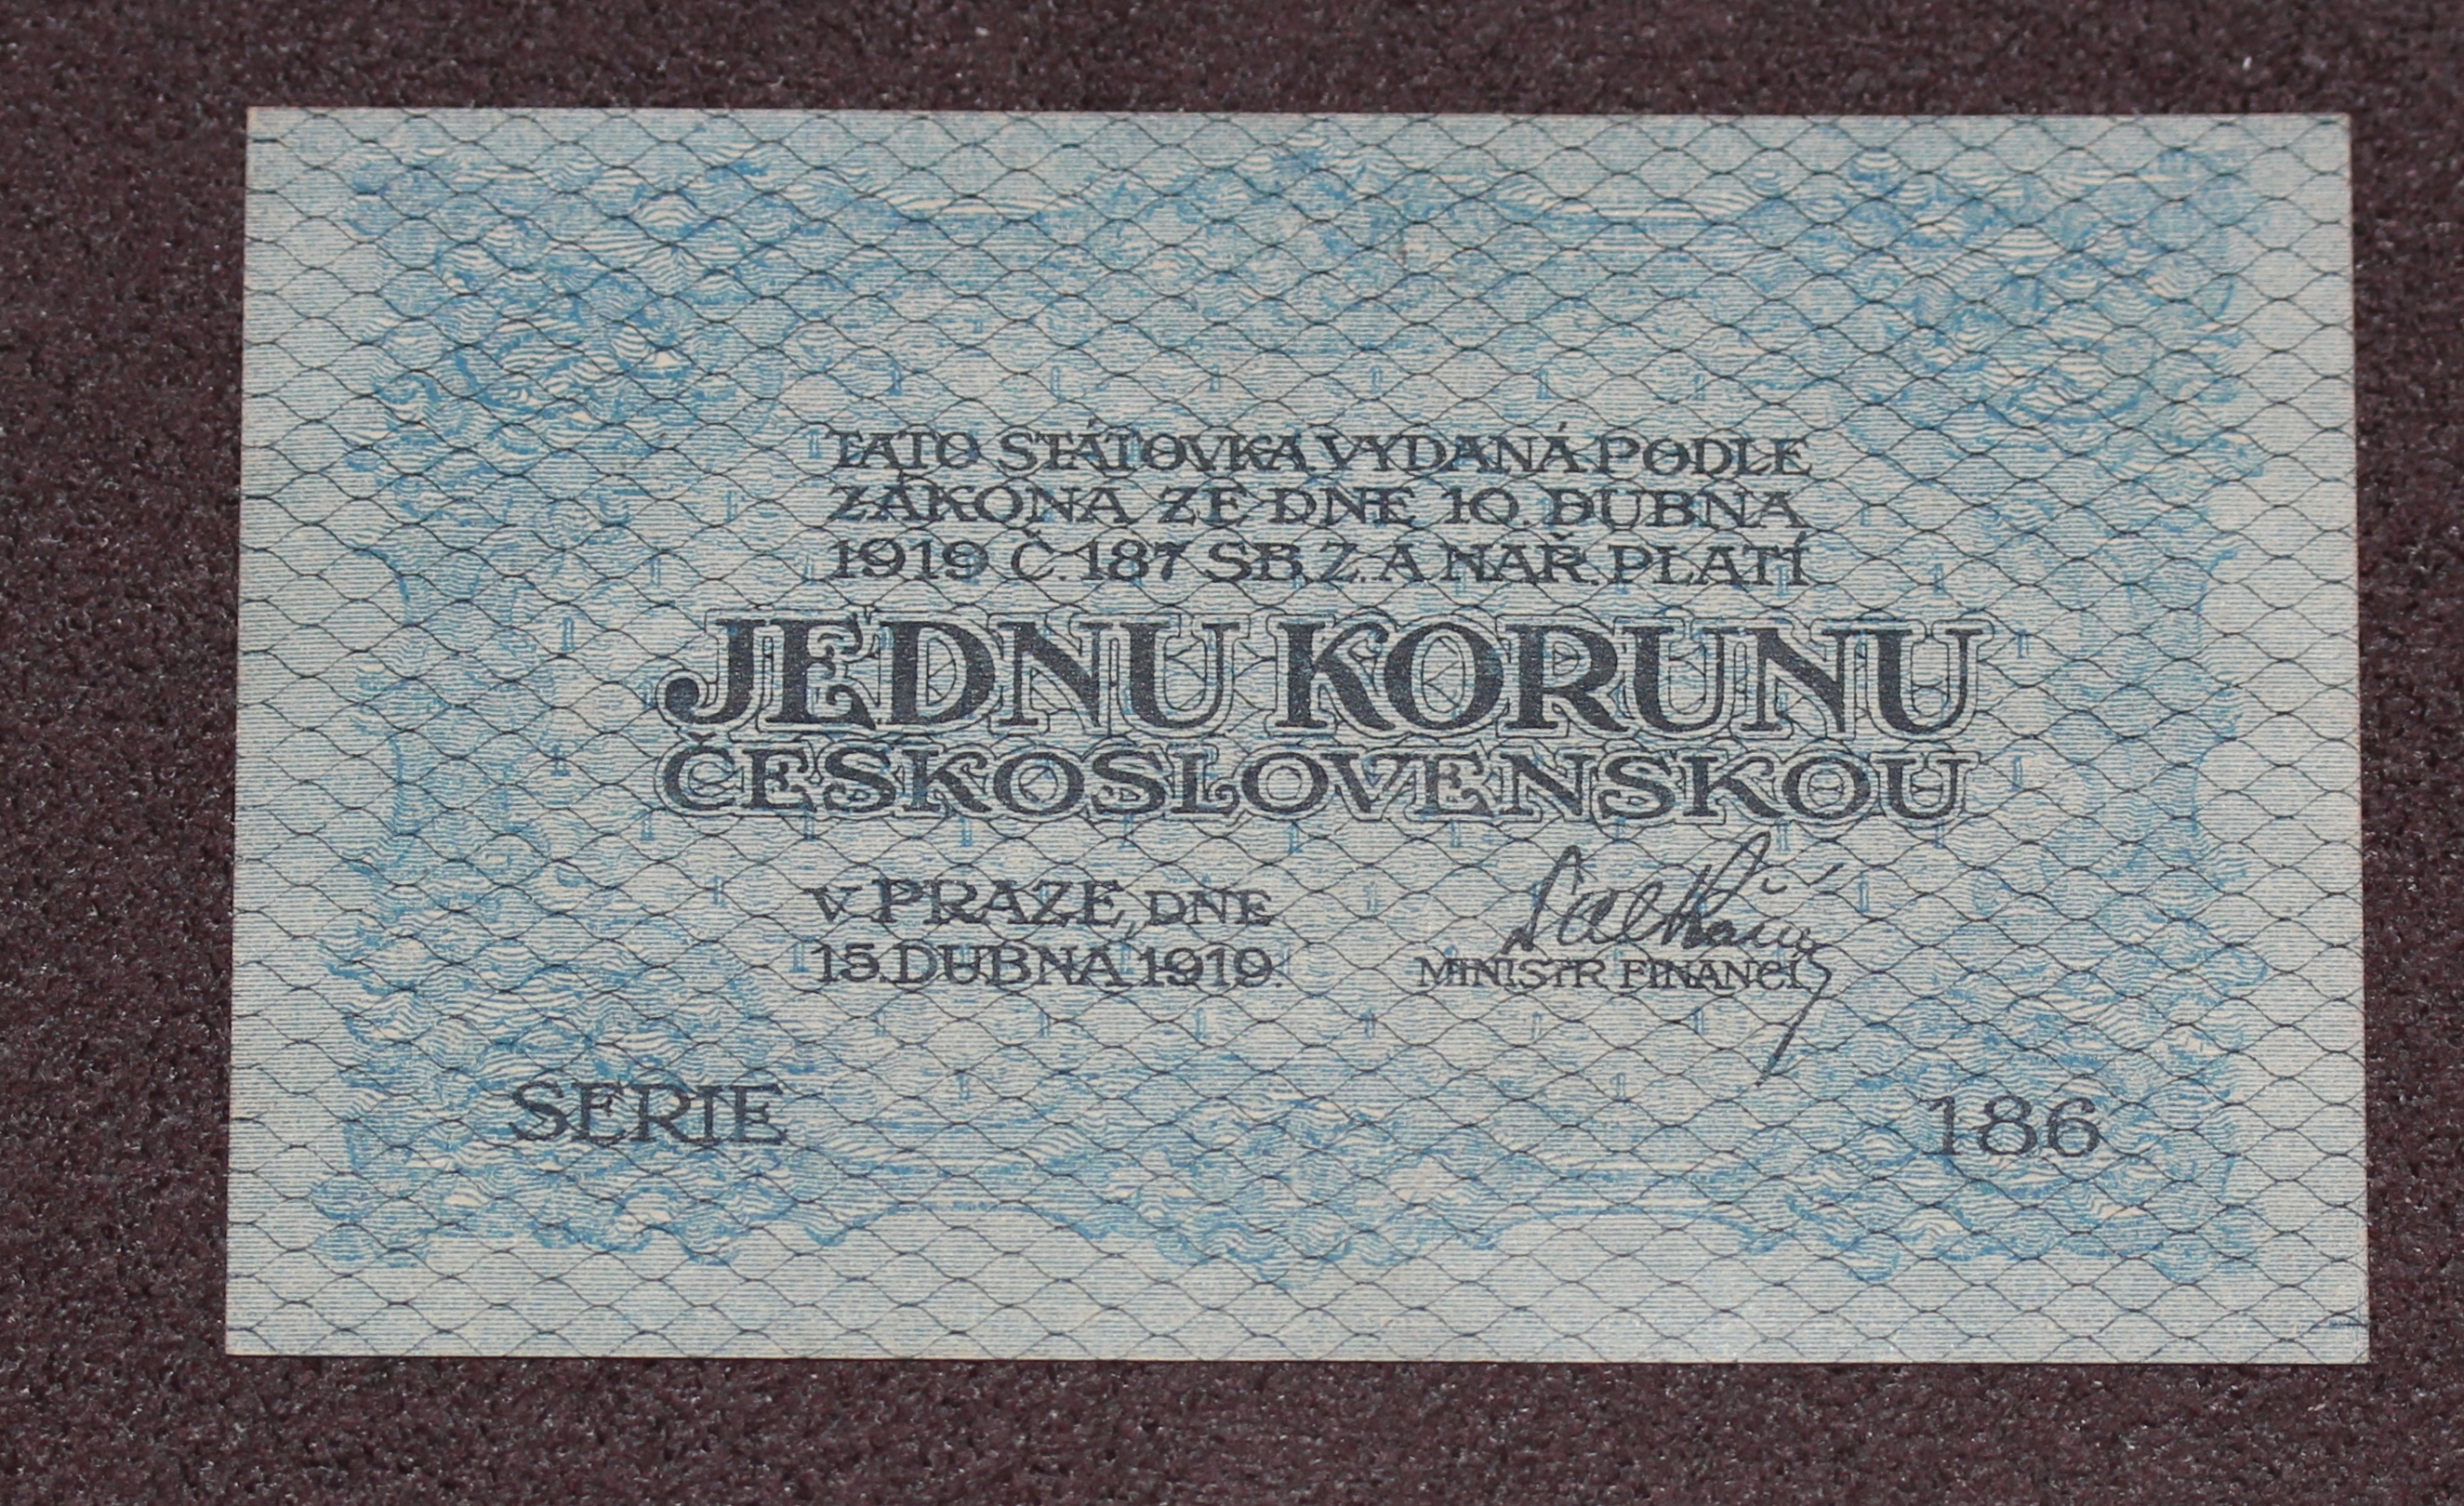 TATO STÁTOVKA VYDANÁ PODLE
ZÁKONA ZE DNE 10. DUBNA
1919 Č. 187 SB. Z. A NAŘ. PLATÍ
JEDNU KORUNU
ČESKOSLOVENSKOU
V PRAZE, DNE
15. DUBNA 1919.
MINISTR FINANCÍ
SERIE 186